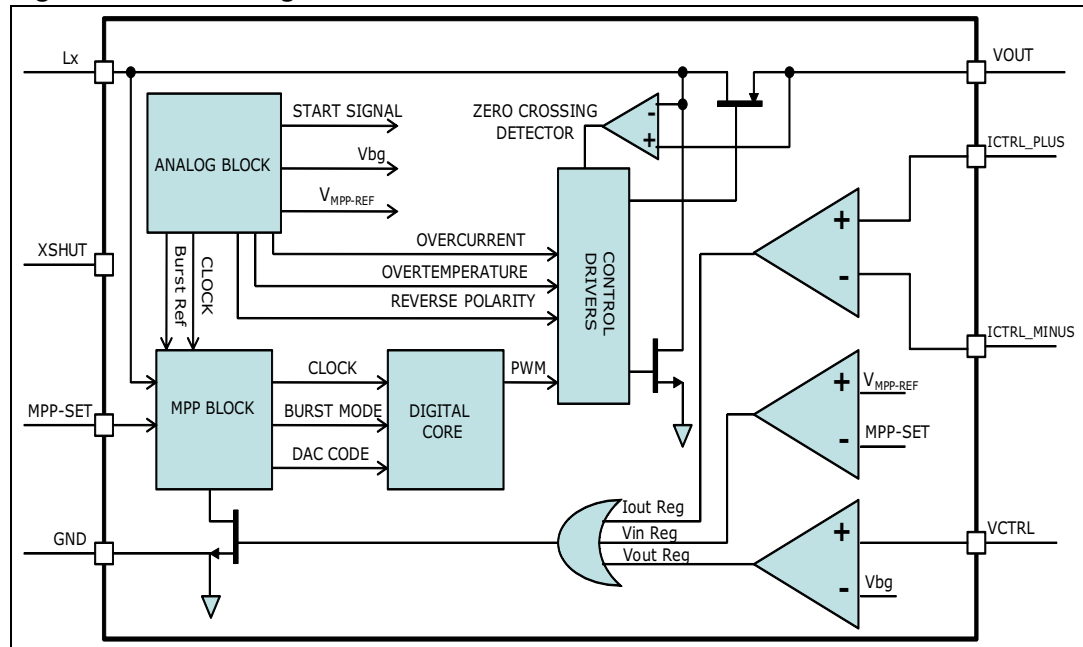 Lx
VOUT
START SIGNAL
ZERO CROSSING
DETECTOR
-
+
ANALOG BLOCK
Vbg
VMPP-REF
ICTRL_PLUS
XSHUT
Burst Ref
CLOCK
OVERCURRENT
OVERTEMPERATURE
REVERSE POLARITY
CONTROL
DRIVERS
+
-
ICTRL_MINUS
MPP-SET
MPP BLOCK
CLOCK
BURST MODE
DAC CODE
DIGITAL
CORE
PWM
+
VMPP-REF
-
MPP-SET
GND
Iout Reg
Vin Reg
Vout Reg
+
-
Vbg
VCTRL